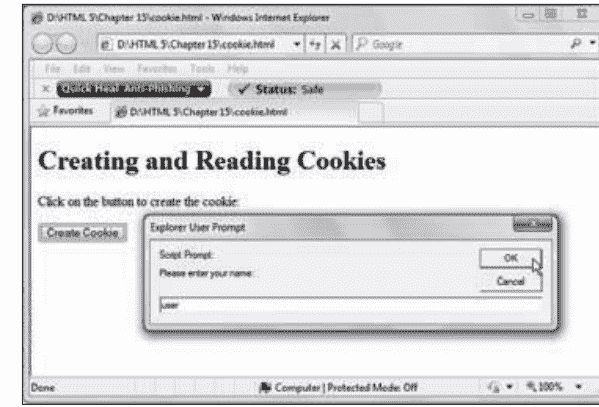 D:\HTML 5\Chapter 15\cookie.html - Windows Internet Explorer
D:\HTML 5\Chapter 15\cookie.html
Google
File Edit View Favorites Tools Help
Quick Heal Anti-Phishing
Status: Safe
Favorites
D:\HTML 5\Chapter 15\cookie.html
Creating and Reading Cookies
Click on the button to create the cookie:
Create Cookie
Explorer User Prompt
Script Prompt:
Please enter your name:
OK
Cancel
user
Done
Computer | Protected Mode: Off
100%